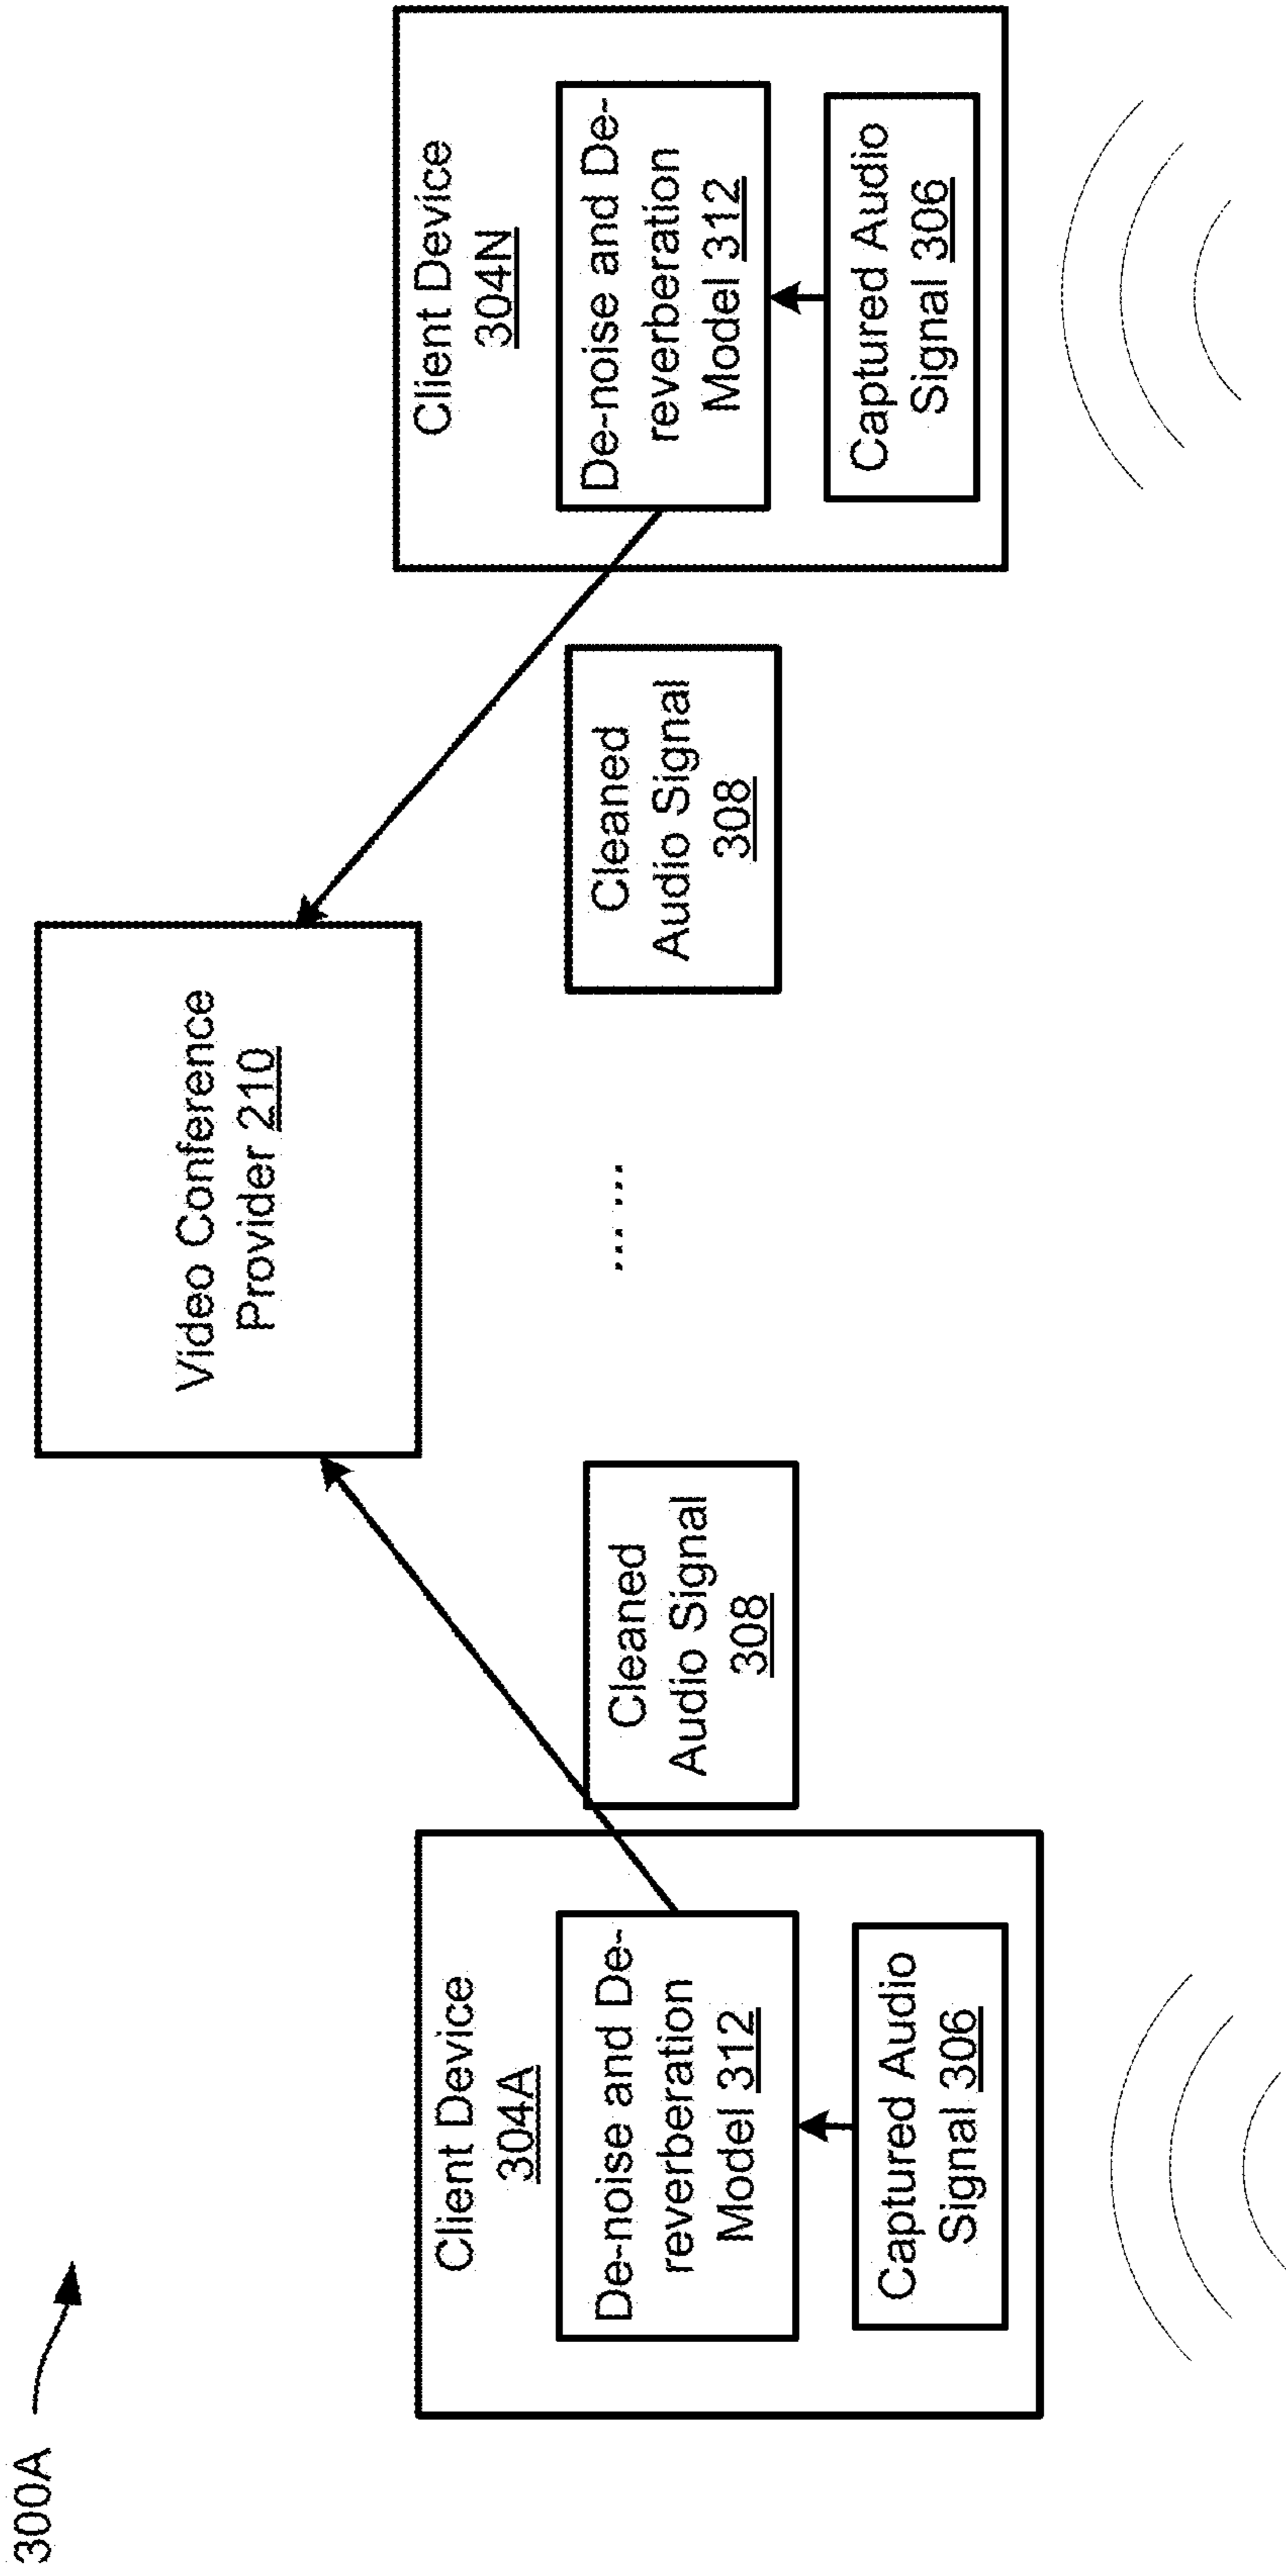 300A
Video Conference
Provider 210
Client Device
304A
De-noise and De-
reverberation
Model 312
Captured Audio
Signal 306
Cleaned
Audio Signal
308
... ...
Cleaned
Audio Signal
308
Client Device
304N
De-noise and De-
reverberation
Model 312
Captured Audio
Signal 306